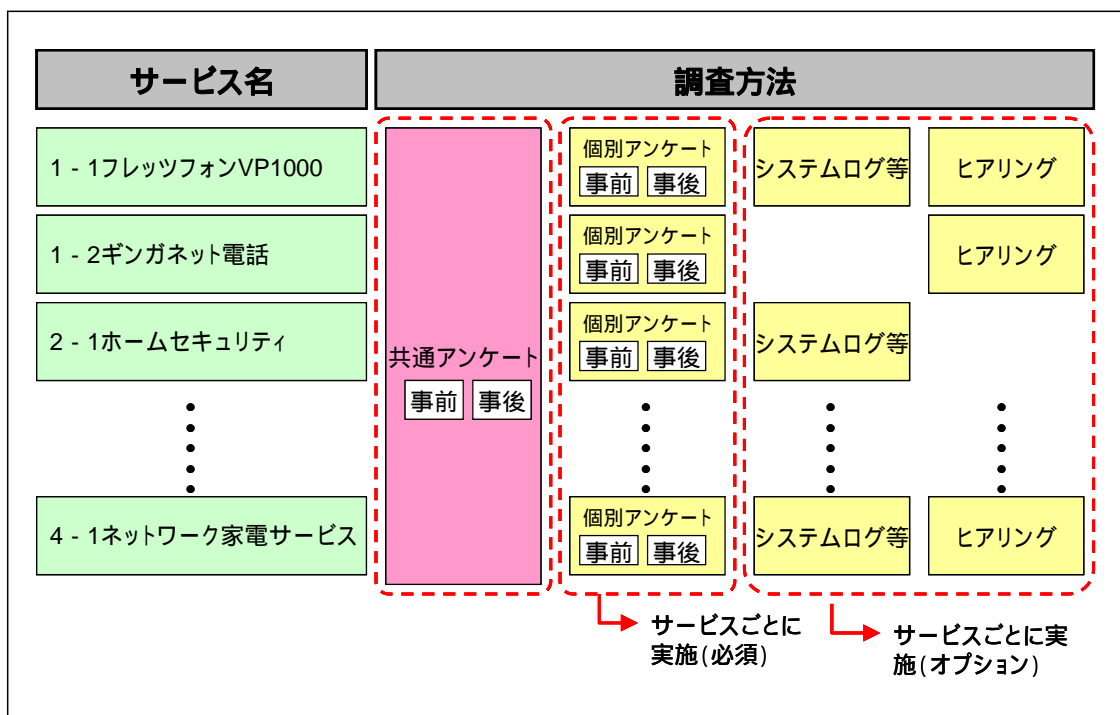 サービス名
調査方法
1 - 1フレッツフォンVP1000
個別アンケート
事前 事後
システムログ等
ヒアリング
1 - 2ギンガネット電話
個別アンケート
事前 事後
ヒアリング
2 - 1ホームセキュリティ
個別アンケート
事前 事後
システムログ等
共通アンケート
事前 事後
4 - 1ネットワーク家電サービス
個別アンケート
事前 事後
システムログ等
ヒアリング
サービスごとに
実施(必須)
サービスごとに実
施(オプション)